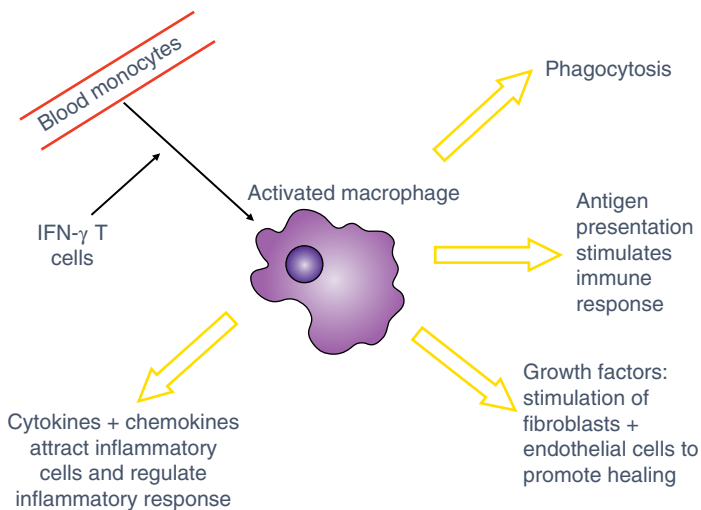 Blood monocytes
Phagocytosis
Activated macrophage
IFN-γ T
cells
Antigen
presentation
stimulates
immune
response
Growth factors:
stimulation of
fibroblasts +
endothelial cells to
promote healing
Cytokines + chemokines
attract inflammatory
cells and regulate
inflammatory response